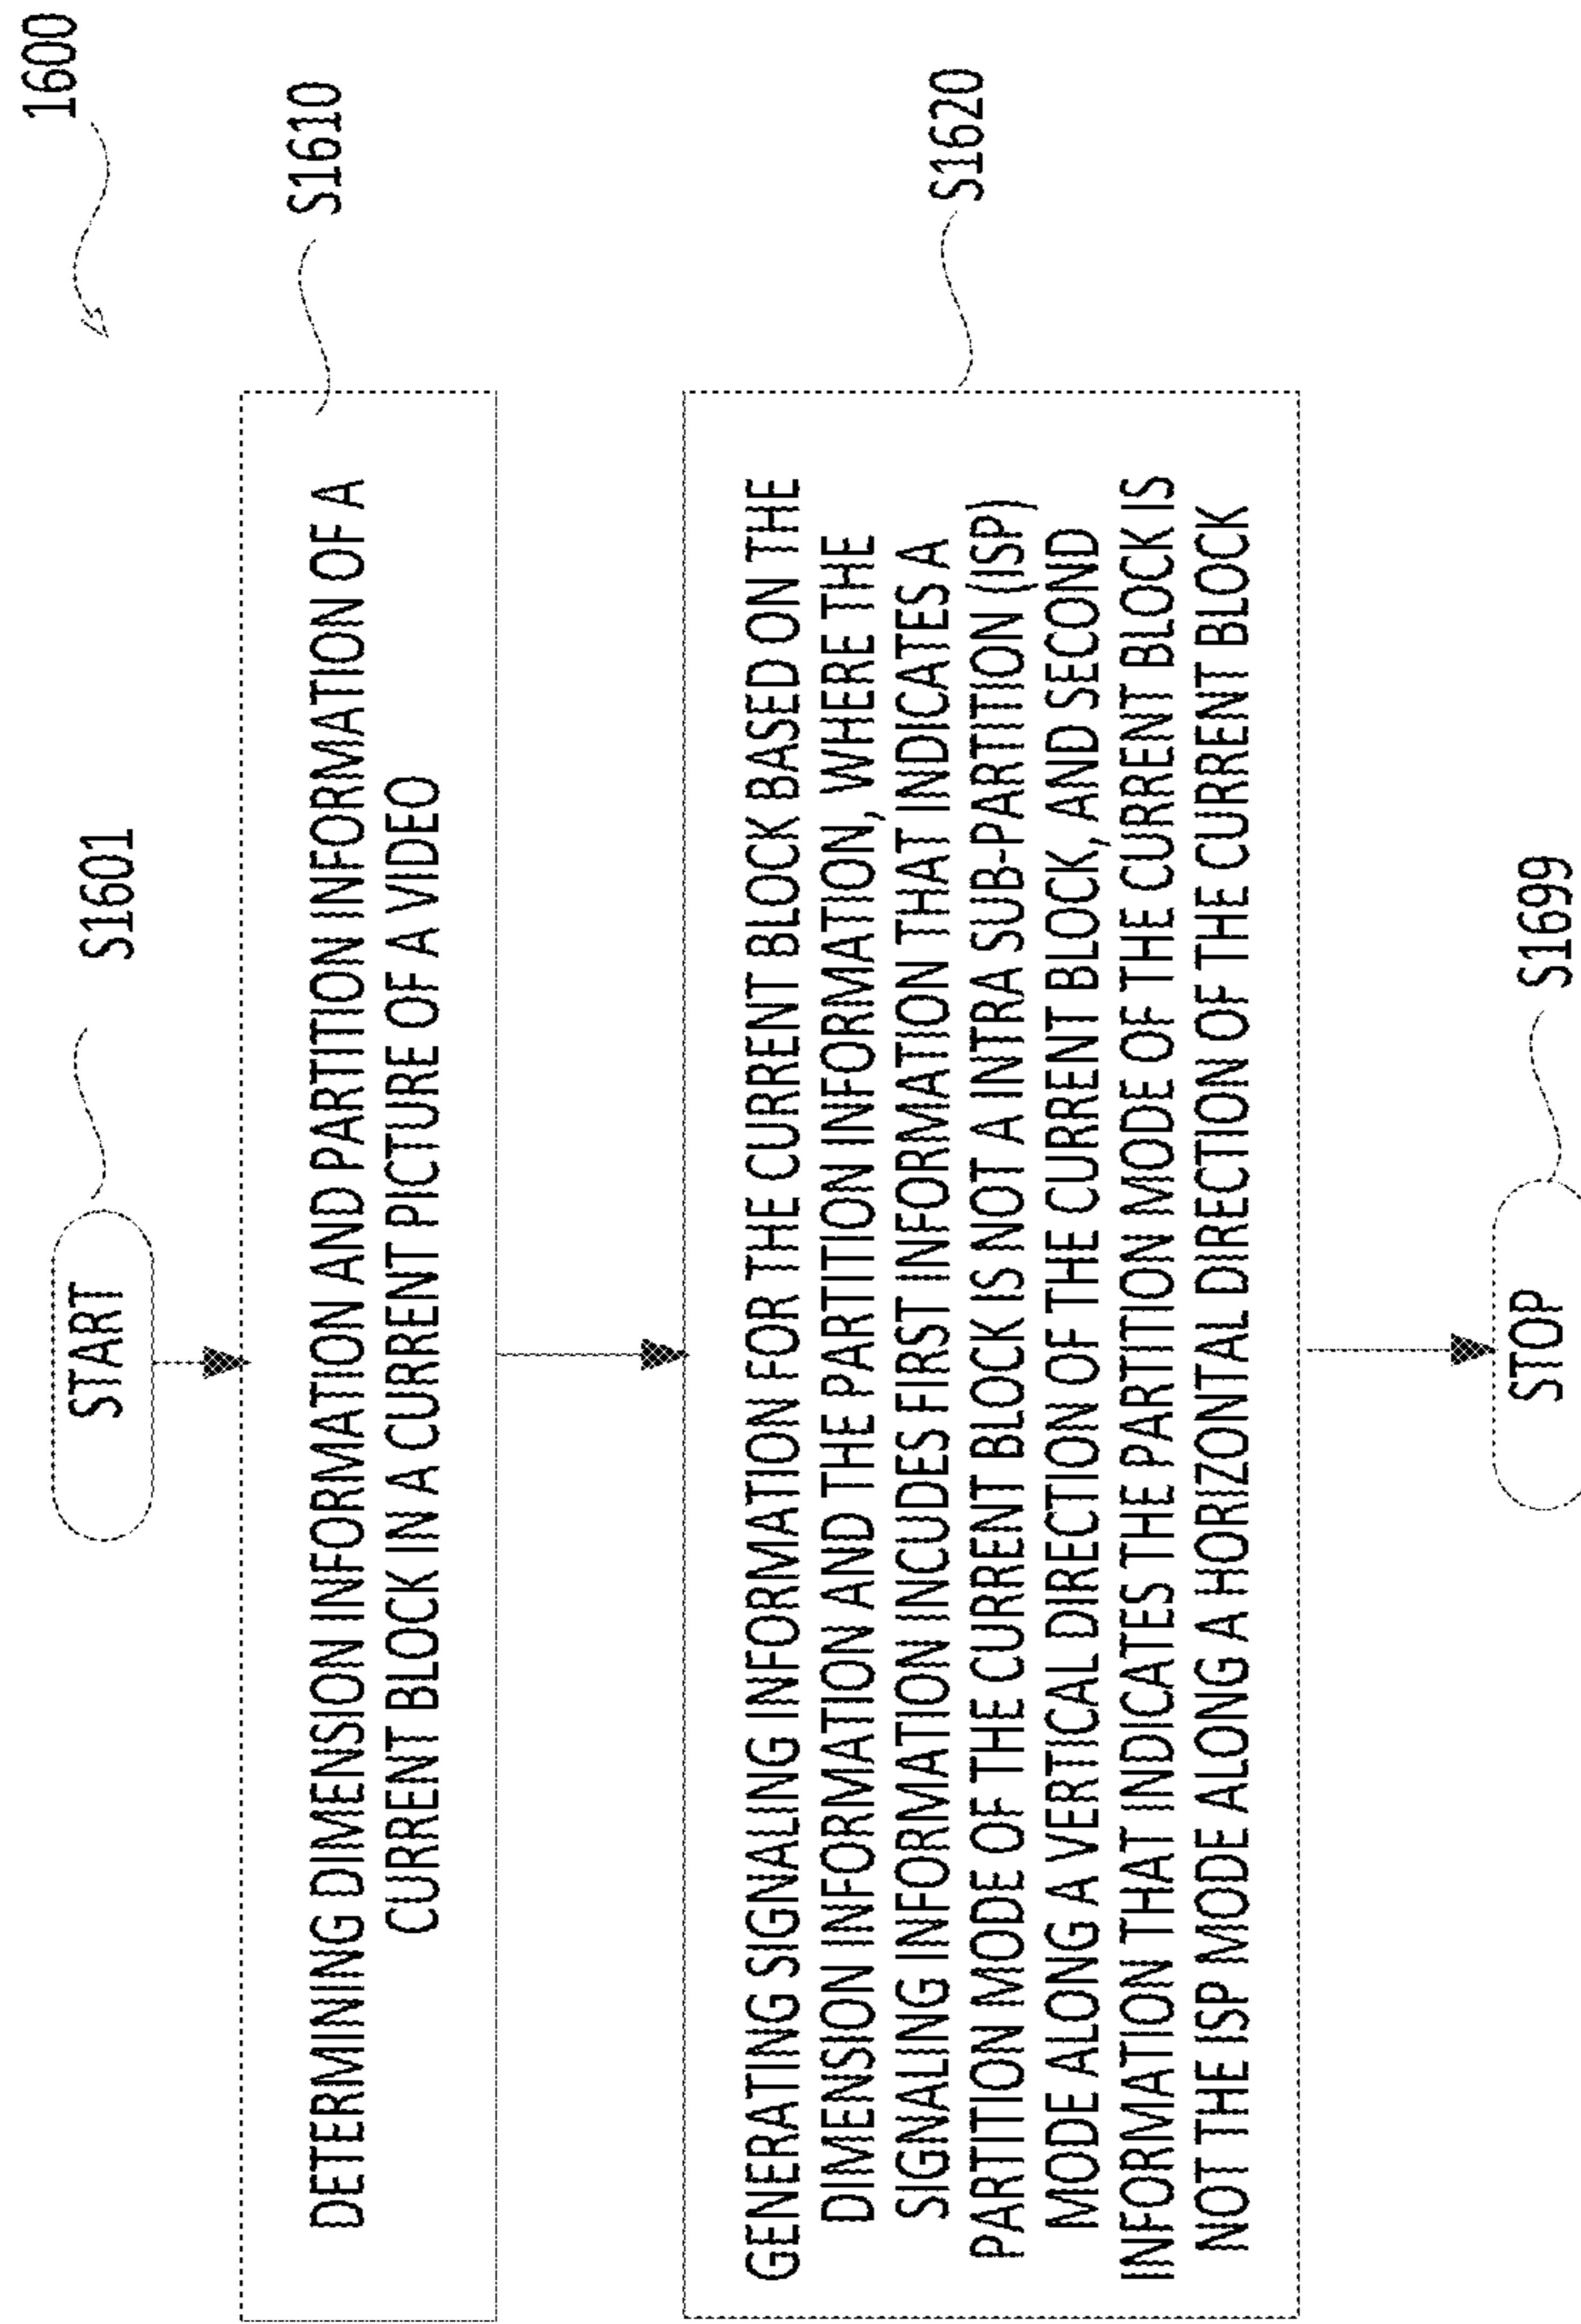 1600
START
S1601
DETERMINING DIMENSION INFORMATION AND PARTITION INFORMATION OF A
CURRENT BLOCK IN A CURRENT PICTURE OF A VIDEO
S1610
GENERATING SIGNALING INFORMATION FOR THE CURRENT BLOCK BASED ON THE
DIMENSION INFORMATION AND THE PARTITION INFORMATION, WHERE THE
SIGNALING INFORMATION INCUDES FIRST INFORMATION THAT INDICATES A
PARTITION MODE OF THE CURRENT BLOCK IS NOT A INTRA SUB-PARTITION (ISP)
MODE ALONG A VERTICAL DIRECTION OF THE CURRENT BLOCK, AND SECOND
INFORMATION THAT INDICATES THE PARTITION MODE OF THE CURRENT BLOCK IS
NOT THE ISP MODE ALONG A HORIZONTAL DIRECTION OF THE CURRENT BLOCK
S1620
STOP
S1699